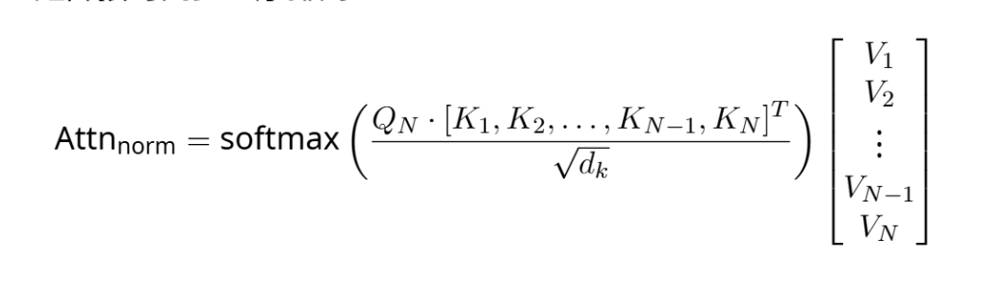 Attn_norm = softmax ( Q_N · [K_1, K_2, ..., K_{N-1}, K_N]^T / √d_k ) [ V_1
V_2
⋮
V_{N-1}
V_N ]